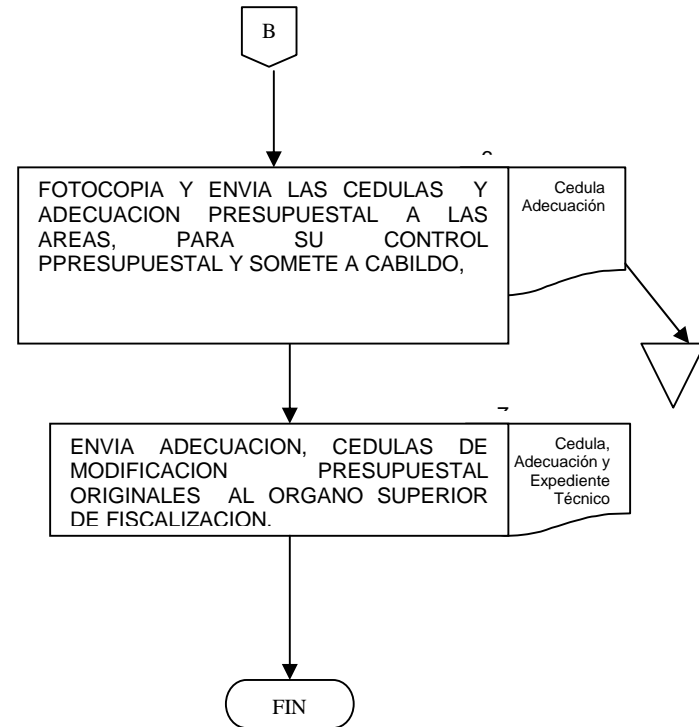 B
FOTOCOPIA Y ENVIA LAS CEDULAS Y
ADECUACION PRESUPUESTAL A LAS
AREAS, PARA SU CONTROL
PPRESUPUESTAL Y SOMETE A CABILDO,
Cedula
Adecuación
ENVIA ADECUACION, CEDULAS DE
MODIFICACION PRESUPUESTAL
ORIGINALES AL ORGANO SUPERIOR
DE FISCALIZACION.
Cedula,
Adecuación y
Expediente
Técnico
FIN